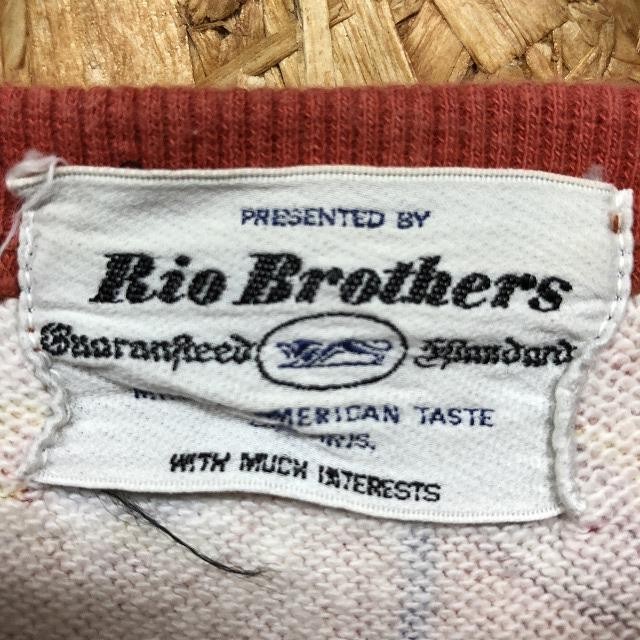 PRESENTED BY
Rio Brothers
Guaranteed Standard
AMERICAN TASTE
WITH MUCH INTERESTS